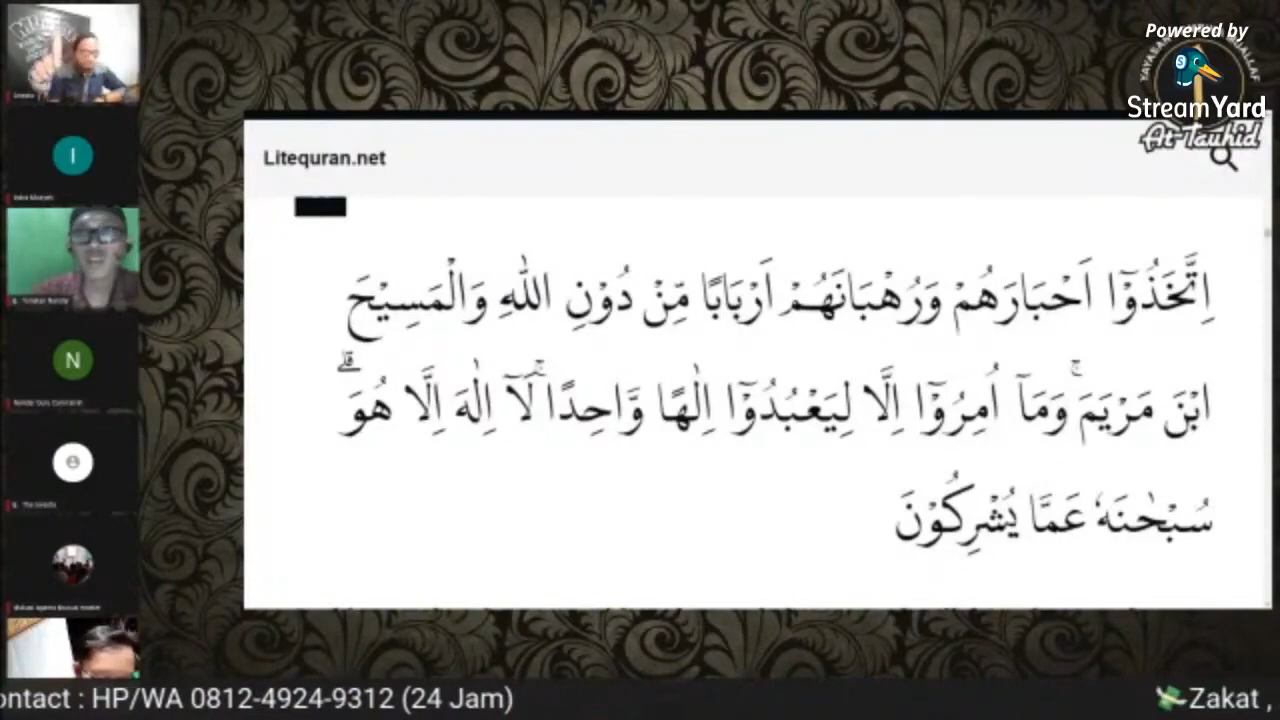 Powered by
StreamYard
At-Tauhid
Litequran.net
اِتَّخَذُوْٓا اَحْبَارَهُمْ وَرُهْبَانَهُمْ اَرْبَابًا مِّنْ دُوْنِ اللّٰهِ وَالْمَسِيْحَ
ابْنَ مَرْيَمَۚ وَمَآ اُمِرُوْٓا اِلَّا لِيَعْبُدُوْٓا اِلٰهًا وَّاحِدًاۚ لَآ اِلٰهَ اِلَّا هُوَۗ
سُبْحٰنَهٗ عَمَّا يُشْرِكُوْنَ
I
N
ontact : HP/WA 0812-4924-9312 (24 Jam)
Zakat ,